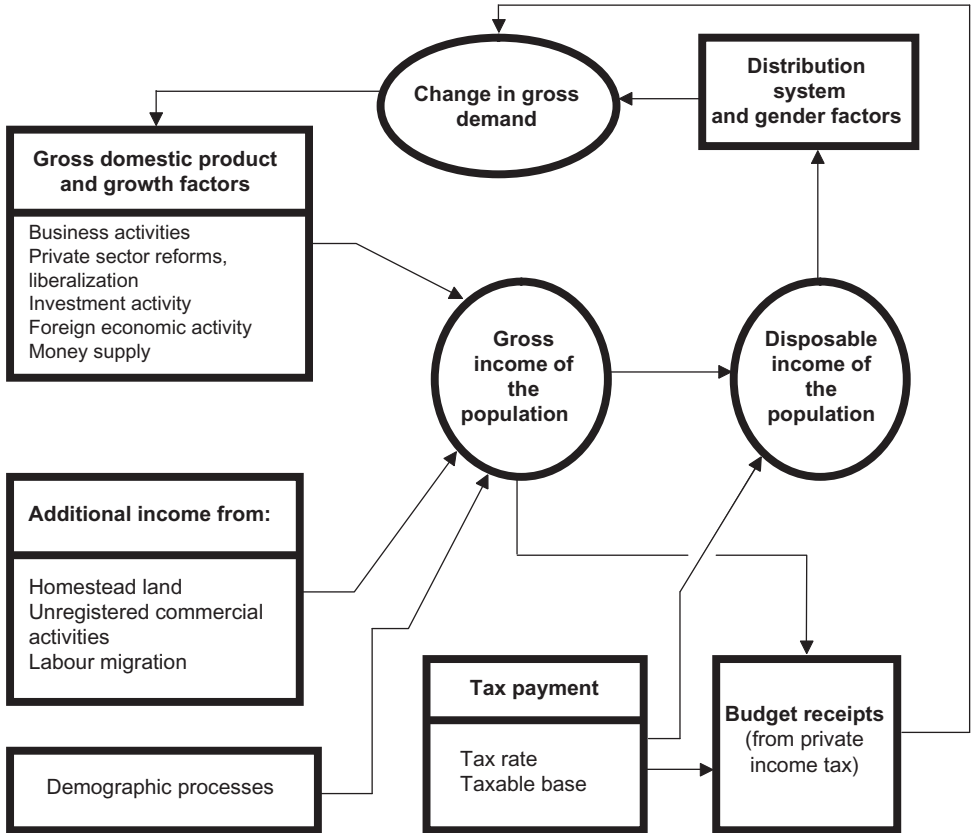 Change in gross
demand
Distribution
system
and gender factors
Gross domestic product
and growth factors
Business activities
Private sector reforms,
liberalization
Investment activity
Foreign economic activity
Money supply
Gross
income of
the
population
Disposable
income of
the
population
Additional income from:
Homestead land
Unregistered commercial
activities
Labour migration
Tax payment
Tax rate
Taxable base
Budget receipts
(from private
income tax)
Demographic processes